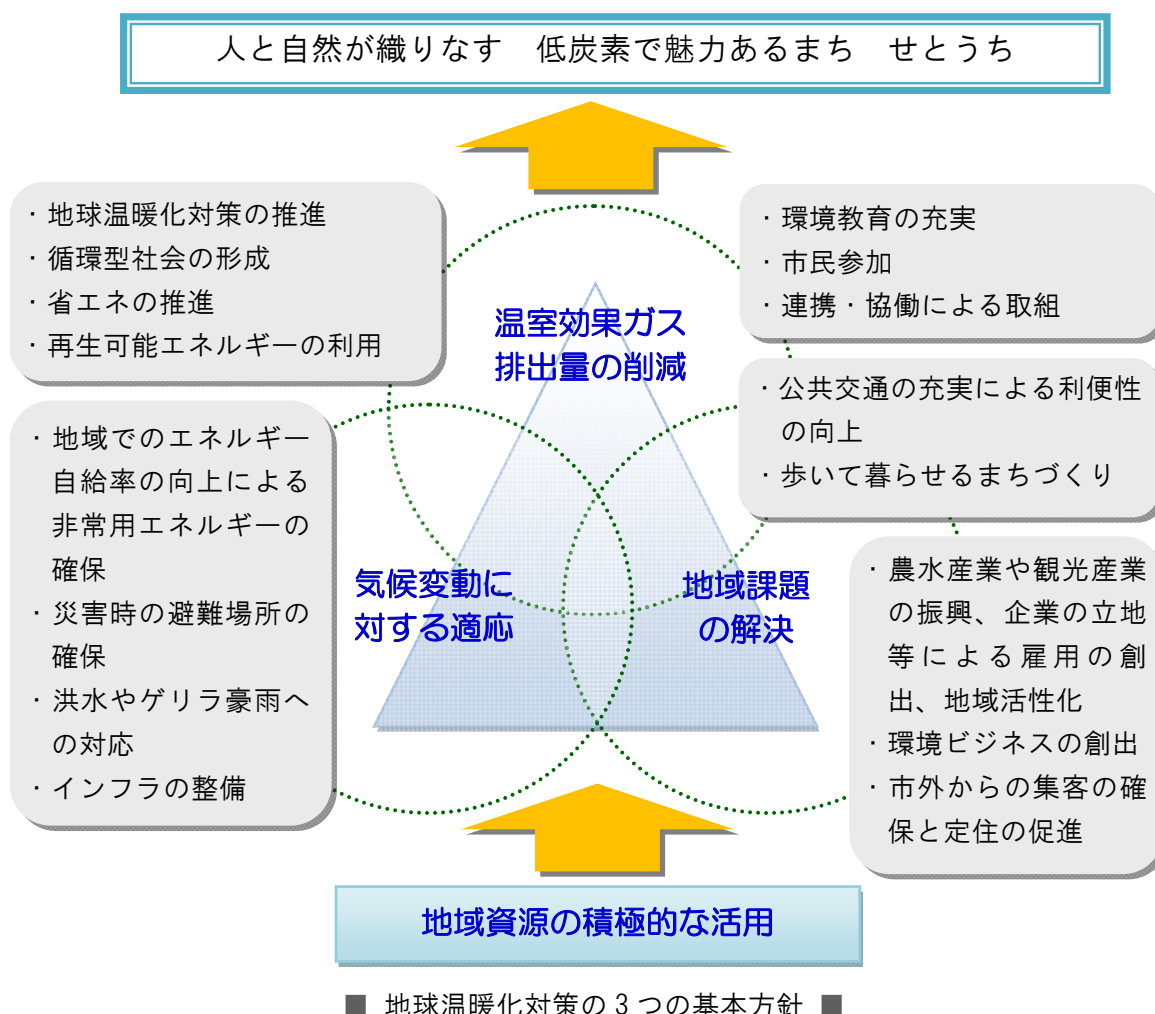 人と自然が織りなす　低炭素で魅力あるまち　せとうち
・地球温暖化対策の推進
・循環型社会の形成
・省エネの推進
・再生可能エネルギーの利用
・環境教育の充実
・市民参加
・連携・協働による取組
温室効果ガス
排出量の削減
・公共交通の充実による利便性
の向上
・歩いて暮らせるまちづくり
・地域でのエネルギー
自給率の向上による
非常用エネルギーの
確保
・災害時の避難場所の
確保
・洪水やゲリラ豪雨へ
の対応
・インフラの整備
気候変動に
対する適応
地域課題
の解決
・農水産業や観光産業
の振興、企業の立地
等による雇用の創
出、地域活性化
・環境ビジネスの創出
・市外からの集客の確
保と定住の促進
地域資源の積極的な活用
■ 地球温暖化対策の3つの基本方針 ■